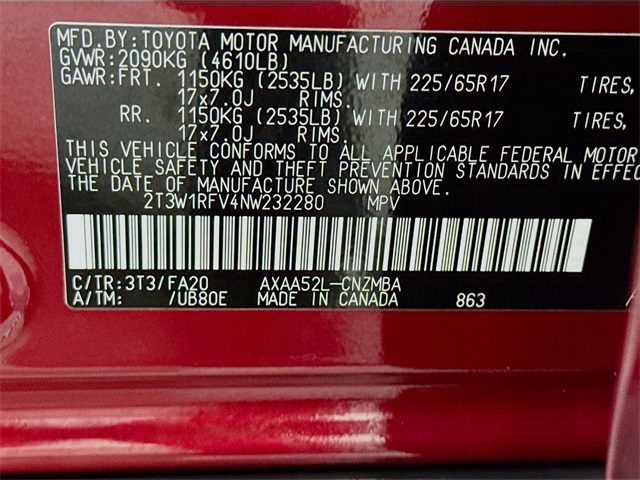 MFD.BY:TOYOTA MOTOR MANUFACTURING CANADA INC.
GVWR:2090KG (4610LB)
GAWR:FRT. 1150KG (2535LB) WITH 225/65R17 TIRES,
17x7.0J RIMS.
RR. 1150KG (2535LB) WITH 225/65R17 TIRES,
17x7.0J RIMS.
THIS VEHICLE CONFORMS TO ALL APPLICABLE FEDERAL MOTOR
VEHICLE SAFETY AND THEFT PREVENTION STANDARDS IN EFFEC
THE DATE OF MANUFACTURE SHOWN ABOVE.
2T3W1RFV4NW232280 MPV
C/TR:3T3/FA20 AXAA52L-CNZMBA
A/TM: /UB80E MADE IN CANADA 863